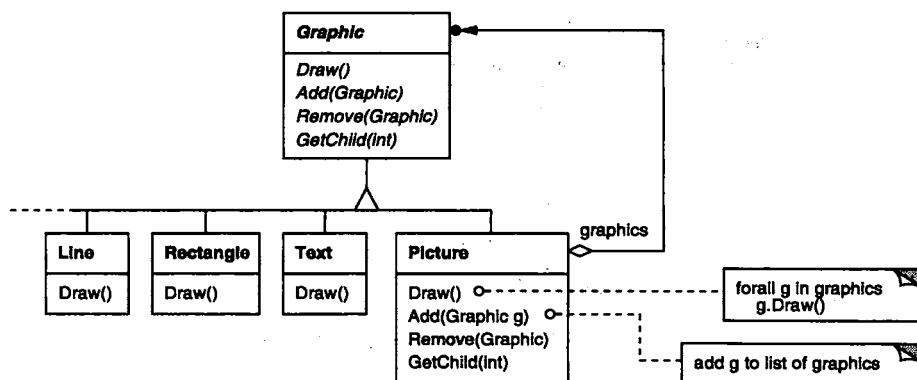 Graphic
Draw()
Add(Graphic)
Remove(Graphic)
GetChild(int)
graphics
Line
Draw()
Rectangle
Draw()
Text
Draw()
Picture
Draw()
Add(Graphic g)
Remove(Graphic)
GetChild(int)
forall g in graphics
g.Draw()
add g to list of graphics